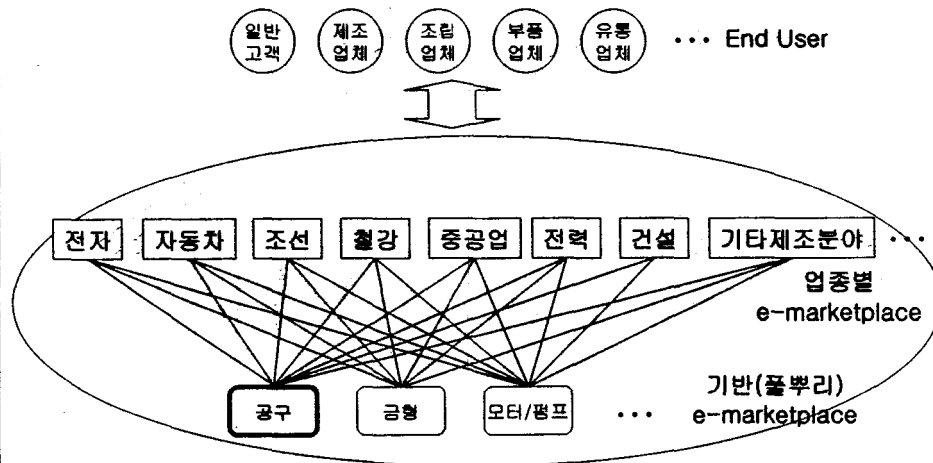 일반
고객
제조
업체
조립
업체
부품
업체
유통
업체
··· End User
전자
자동차
조선
철강
중공업
전력
건설
기타제조분야
···
업종별
e-marketplace
공구
금형
모터/펌프
···
기반(풀뿌리)
e-marketplace